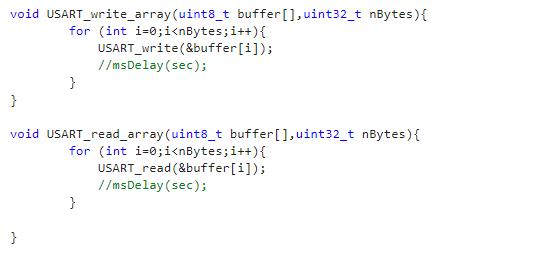 void USART_write_array(uint8_t buffer[],uint32_t nBytes){
for (int i=0;i<nBytes;i++){
USART_write(&buffer[i]);
//msDelay(sec);
}
}
void USART_read_array(uint8_t buffer[],uint32_t nBytes){
for (int i=0;i<nBytes;i++){
USART_read(&buffer[i]);
//msDelay(sec);
}
}